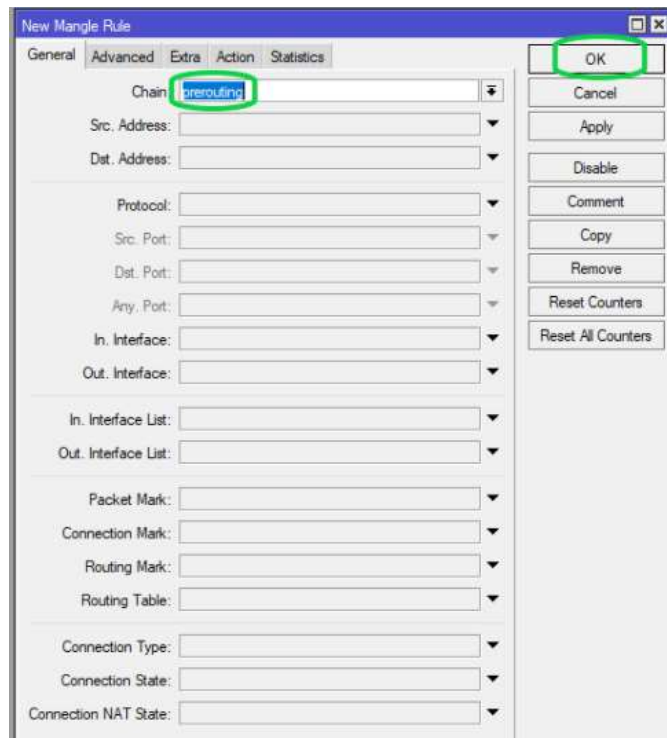 New Mangle Rule
General Advanced Extra Action Statistics
Chain: prerouting
Src. Address:
Dst. Address:
Protocol:
Src. Port:
Dst. Port:
Any. Port:
In. Interface:
Out. Interface:
In. Interface List:
Out. Interface List:
Packet Mark:
Connection Mark:
Routing Mark:
Routing Table:
Connection Type:
Connection State:
Connection NAT State:
OK
Cancel
Apply
Disable
Comment
Copy
Remove
Reset Counters
Reset All Counters